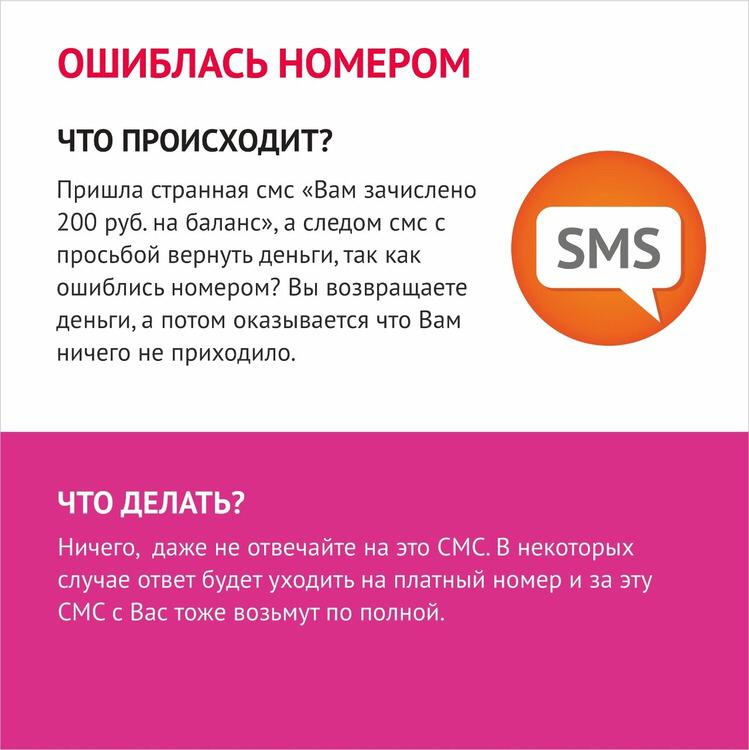 ОШИБЛАСЬ НОМЕРОМ
ЧТО ПРОИСХОДИТ?
Пришла странная смс «Вам зачислено
200 руб. на баланс», а следом смс с
просьбой вернуть деньги, так как
ошиблись номером? Вы возвращаете
деньги, а потом оказывается что Вам
ничего не приходило.
SMS
ЧТО ДЕЛАТЬ?
Ничего,  даже не отвечайте на это СМС. В некоторых
случае ответ будет уходить на платный номер и за эту
СМС с Вас тоже возьмут по полной.